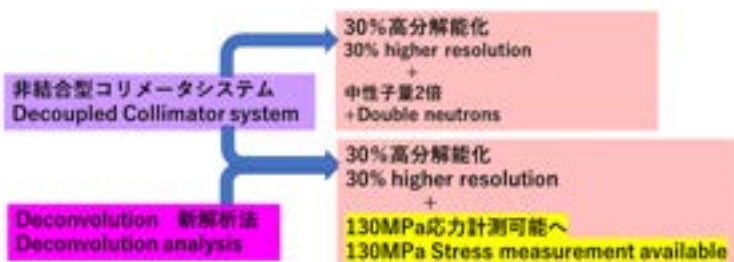 非結合型コリメータシステム
Decoupled Collimator system
Deconvolution 新解析法
Deconvolution analysis
30%高分解能化
30% higher resolution
+
中性子量2倍
+Double neutrons
30%高分解能化
30% higher resolution
+
130MPa応力計測可能へ
130MPa Stress measurement available